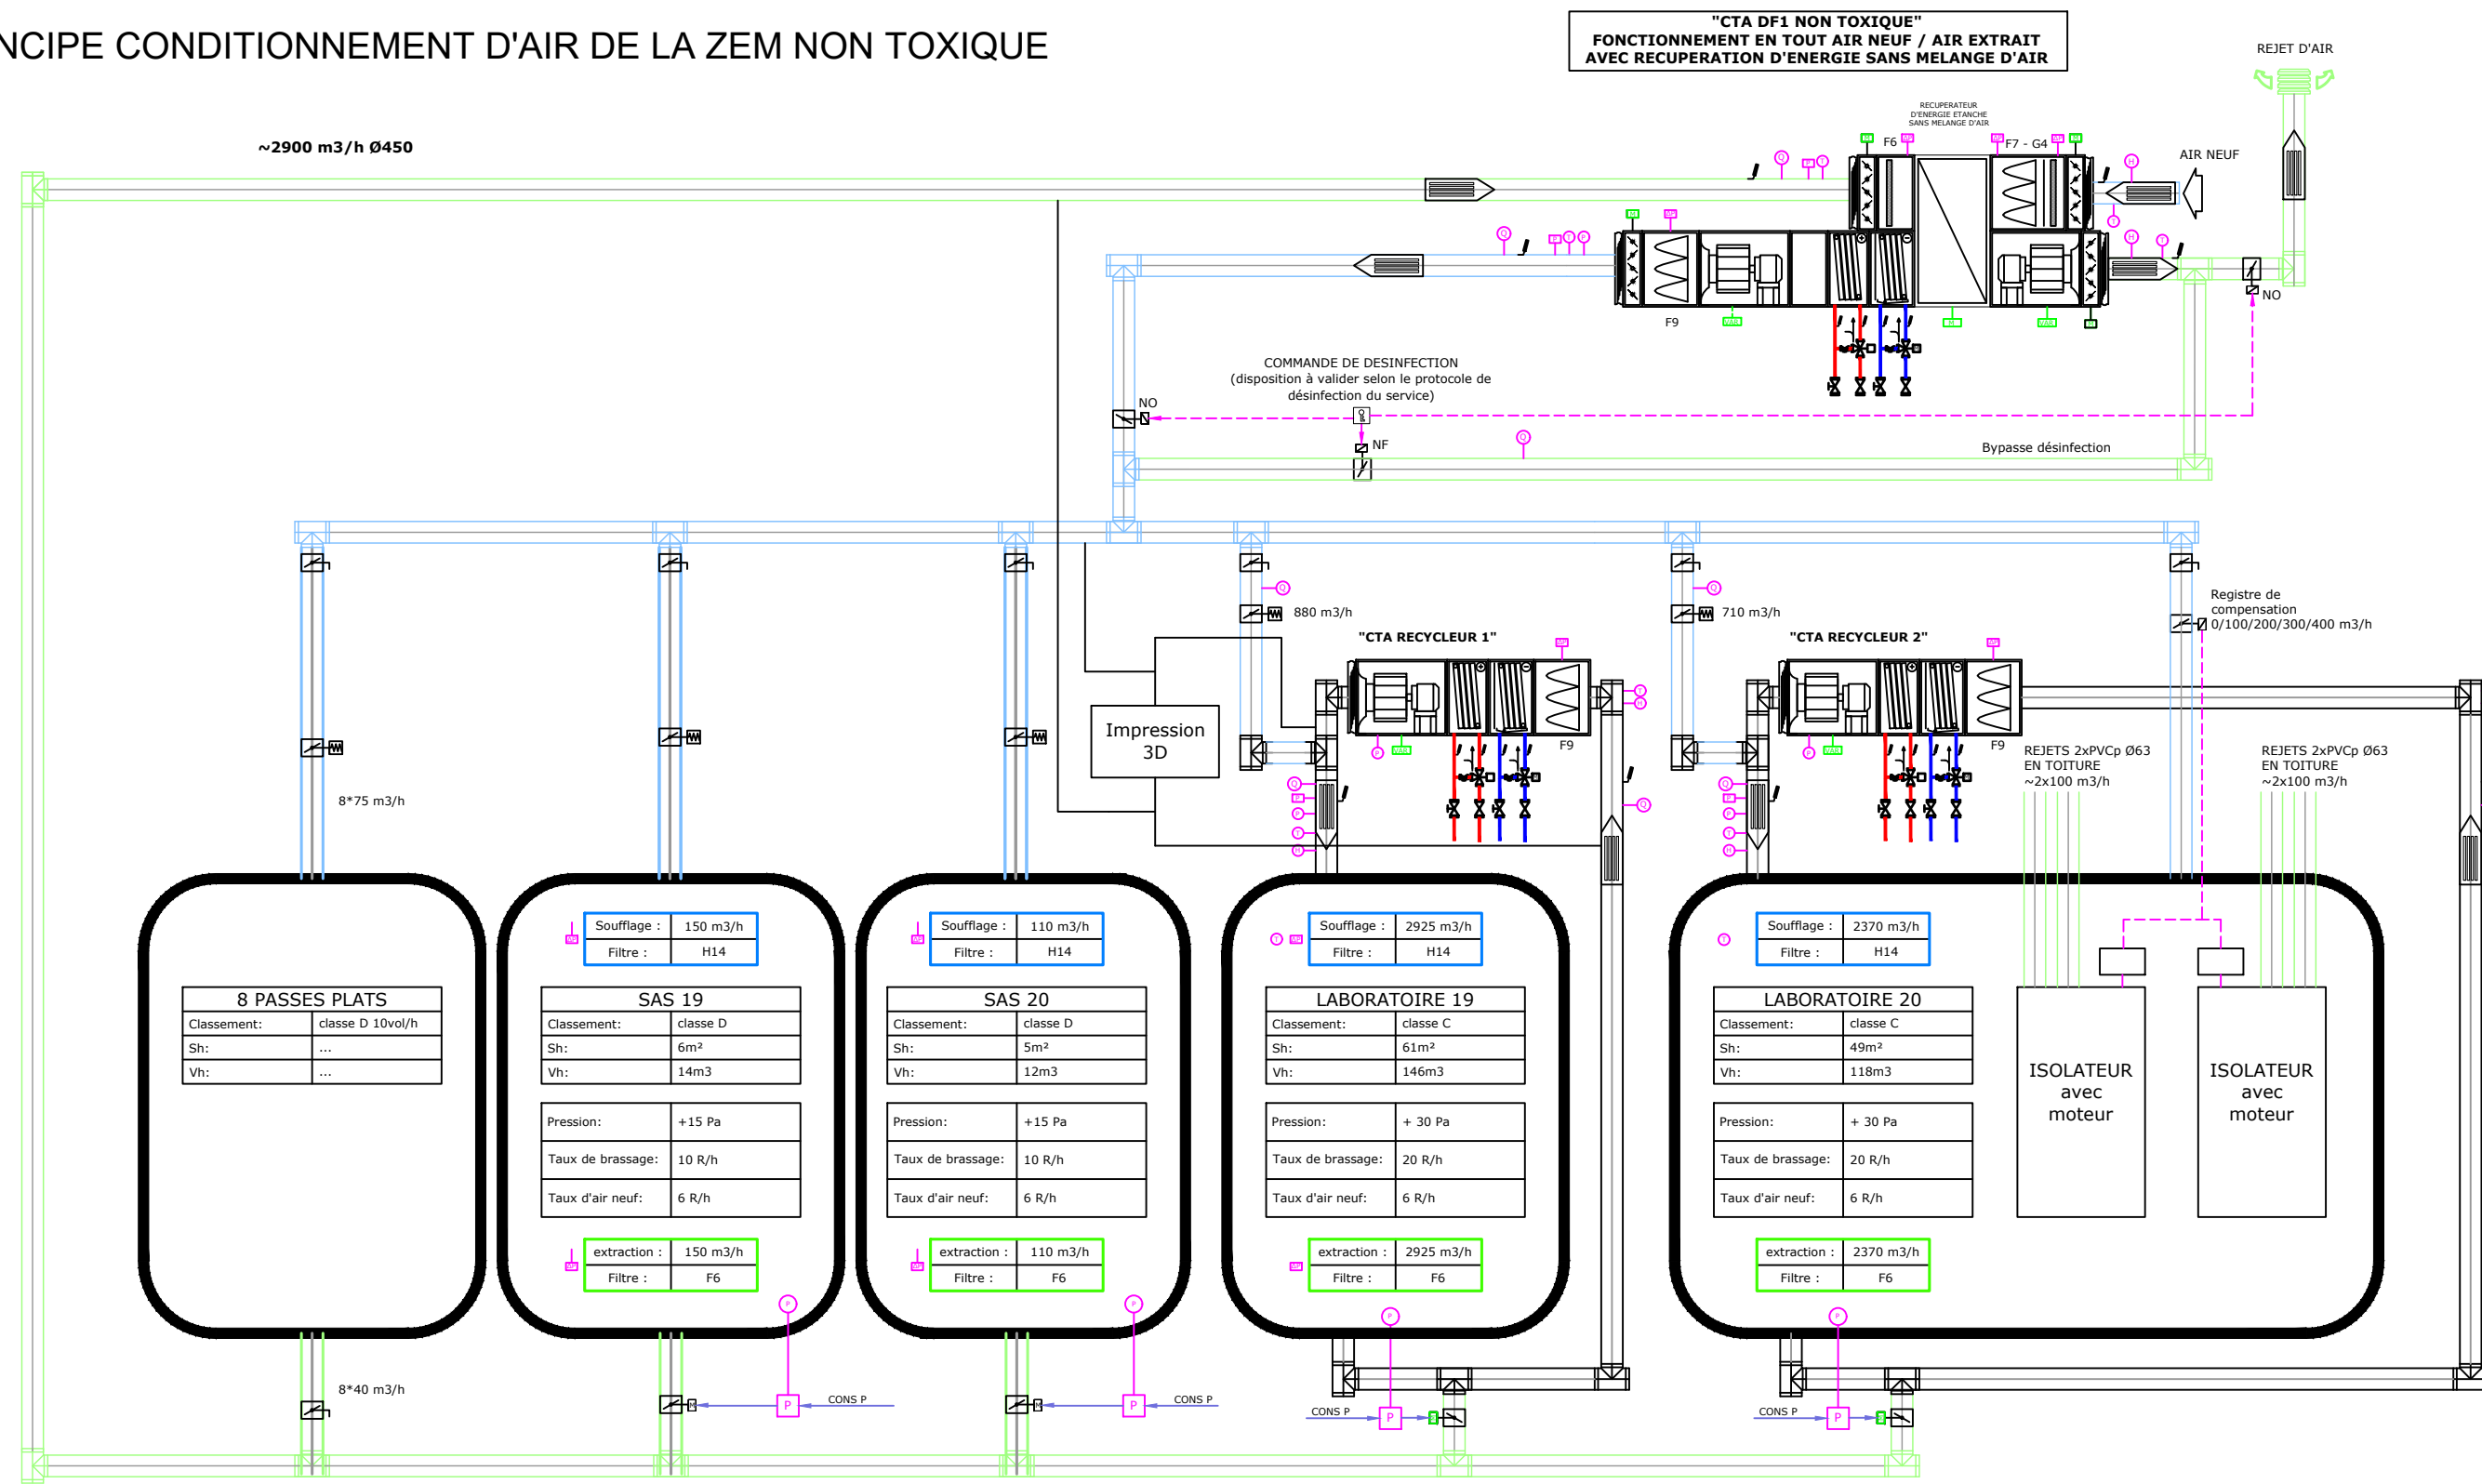 NCIPE CONDITIONNEMENT D'AIR DE LA ZEM NON TOXIQUE
"CTA DF1 NON TOXIQUE"
FONCTIONNEMENT EN TOUT AIR NEUF / AIR EXTRAIT
AVEC RECUPERATION D'ENERGIE SANS MELANGE D'AIR
REJET D'AIR
~2900 m3/h Ø450
RECUPERATEUR
D'ENERGIE ETANCHE
SANS MELANGE D'AIR
F6
F7 - G4
AIR NEUF
F9
NO
COMMANDE DE DESINFECTION
(disposition à valider selon le protocole de
désinfection du service)
NO
NF
Bypasse désinfection
880 m3/h
710 m3/h
Registre de
compensation
0/100/200/300/400 m3/h
"CTA RECYCLEUR 1"
"CTA RECYCLEUR 2"
Impression
3D
F9
F9
REJETS 2xPVCp Ø63
EN TOITURE
~2x100 m3/h
REJETS 2xPVCp Ø63
EN TOITURE
~2x100 m3/h
8*75 m3/h
8 PASSES PLATS
Classement: classe D 10vol/h
Sh: ...
Vh: ...
Soufflage : 150 m3/h
Filtre : H14
SAS 19
Classement: classe D
Sh: 6m²
Vh: 14m3
Pression: +15 Pa
Taux de brassage: 10 R/h
Taux d'air neuf: 6 R/h
extraction : 150 m3/h
Filtre : F6
Soufflage : 110 m3/h
Filtre : H14
SAS 20
Classement: classe D
Sh: 5m²
Vh: 12m3
Pression: +15 Pa
Taux de brassage: 10 R/h
Taux d'air neuf: 6 R/h
extraction : 110 m3/h
Filtre : F6
Soufflage : 2925 m3/h
Filtre : H14
LABORATOIRE 19
Classement: classe C
Sh: 61m²
Vh: 146m3
Pression: + 30 Pa
Taux de brassage: 20 R/h
Taux d'air neuf: 6 R/h
extraction : 2925 m3/h
Filtre : F6
Soufflage : 2370 m3/h
Filtre : H14
LABORATOIRE 20
Classement: classe C
Sh: 49m²
Vh: 118m3
Pression: + 30 Pa
Taux de brassage: 20 R/h
Taux d'air neuf: 6 R/h
extraction : 2370 m3/h
Filtre : F6
ISOLATEUR
avec
moteur
ISOLATEUR
avec
moteur
8*40 m3/h
P
CONS P
P
CONS P
CONS P
P
CONS P
P